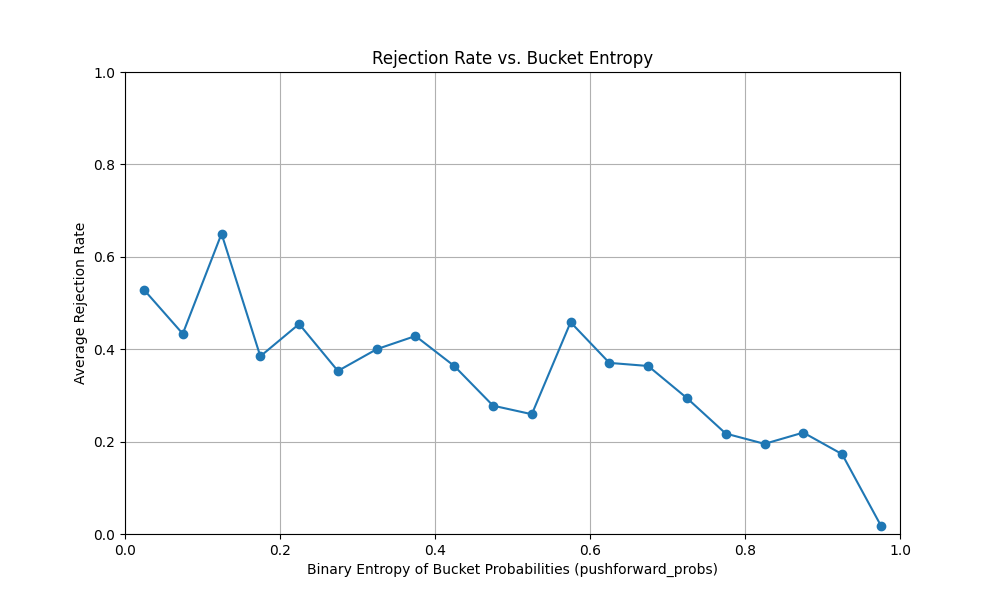 Rejection Rate vs. Bucket Entropy
1.0
0.8
0.6
0.4
0.2
0.0
Average Rejection Rate
0.0 0.2 0.4 0.6 0.8 1.0
Binary Entropy of Bucket Probabilities (pushforward_probs)